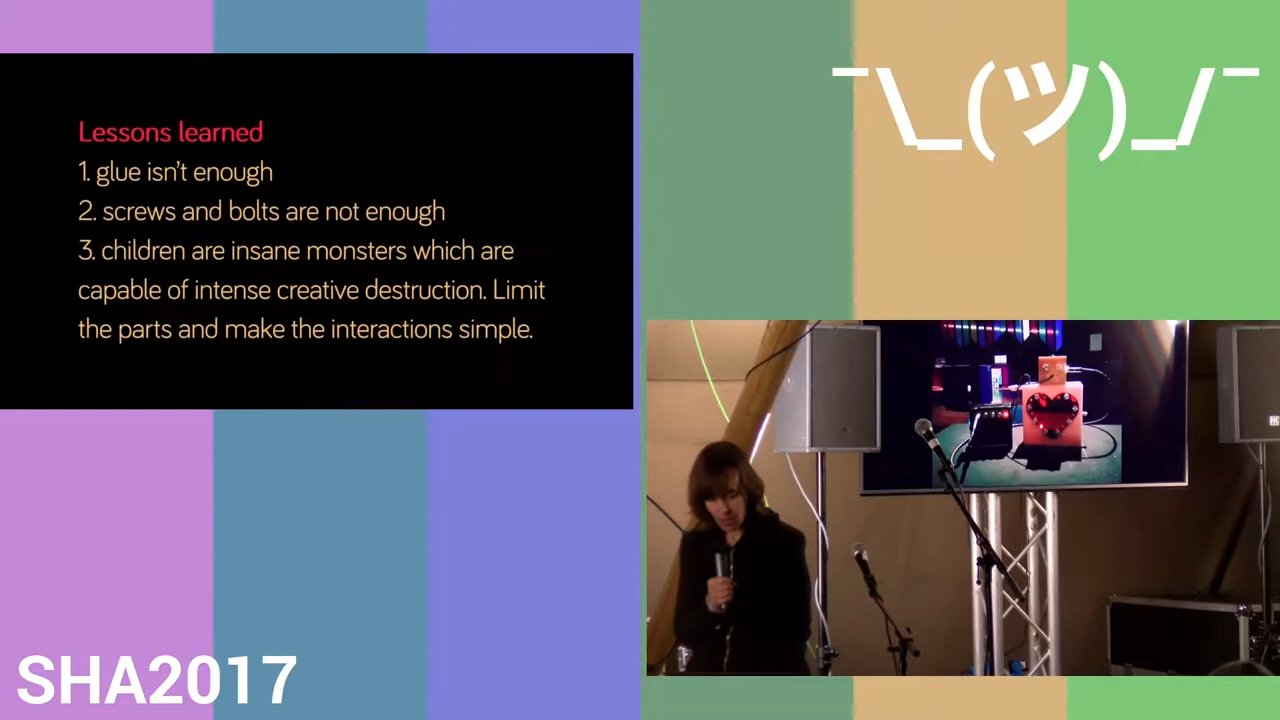 Lessons learned
1. glue isn't enough
2. screws and bolts are not enough
3. children are insane monsters which are
capable of intense creative destruction. Limit
the parts and make the interactions simple.
¯\_(ツ)_/¯
SHA2017